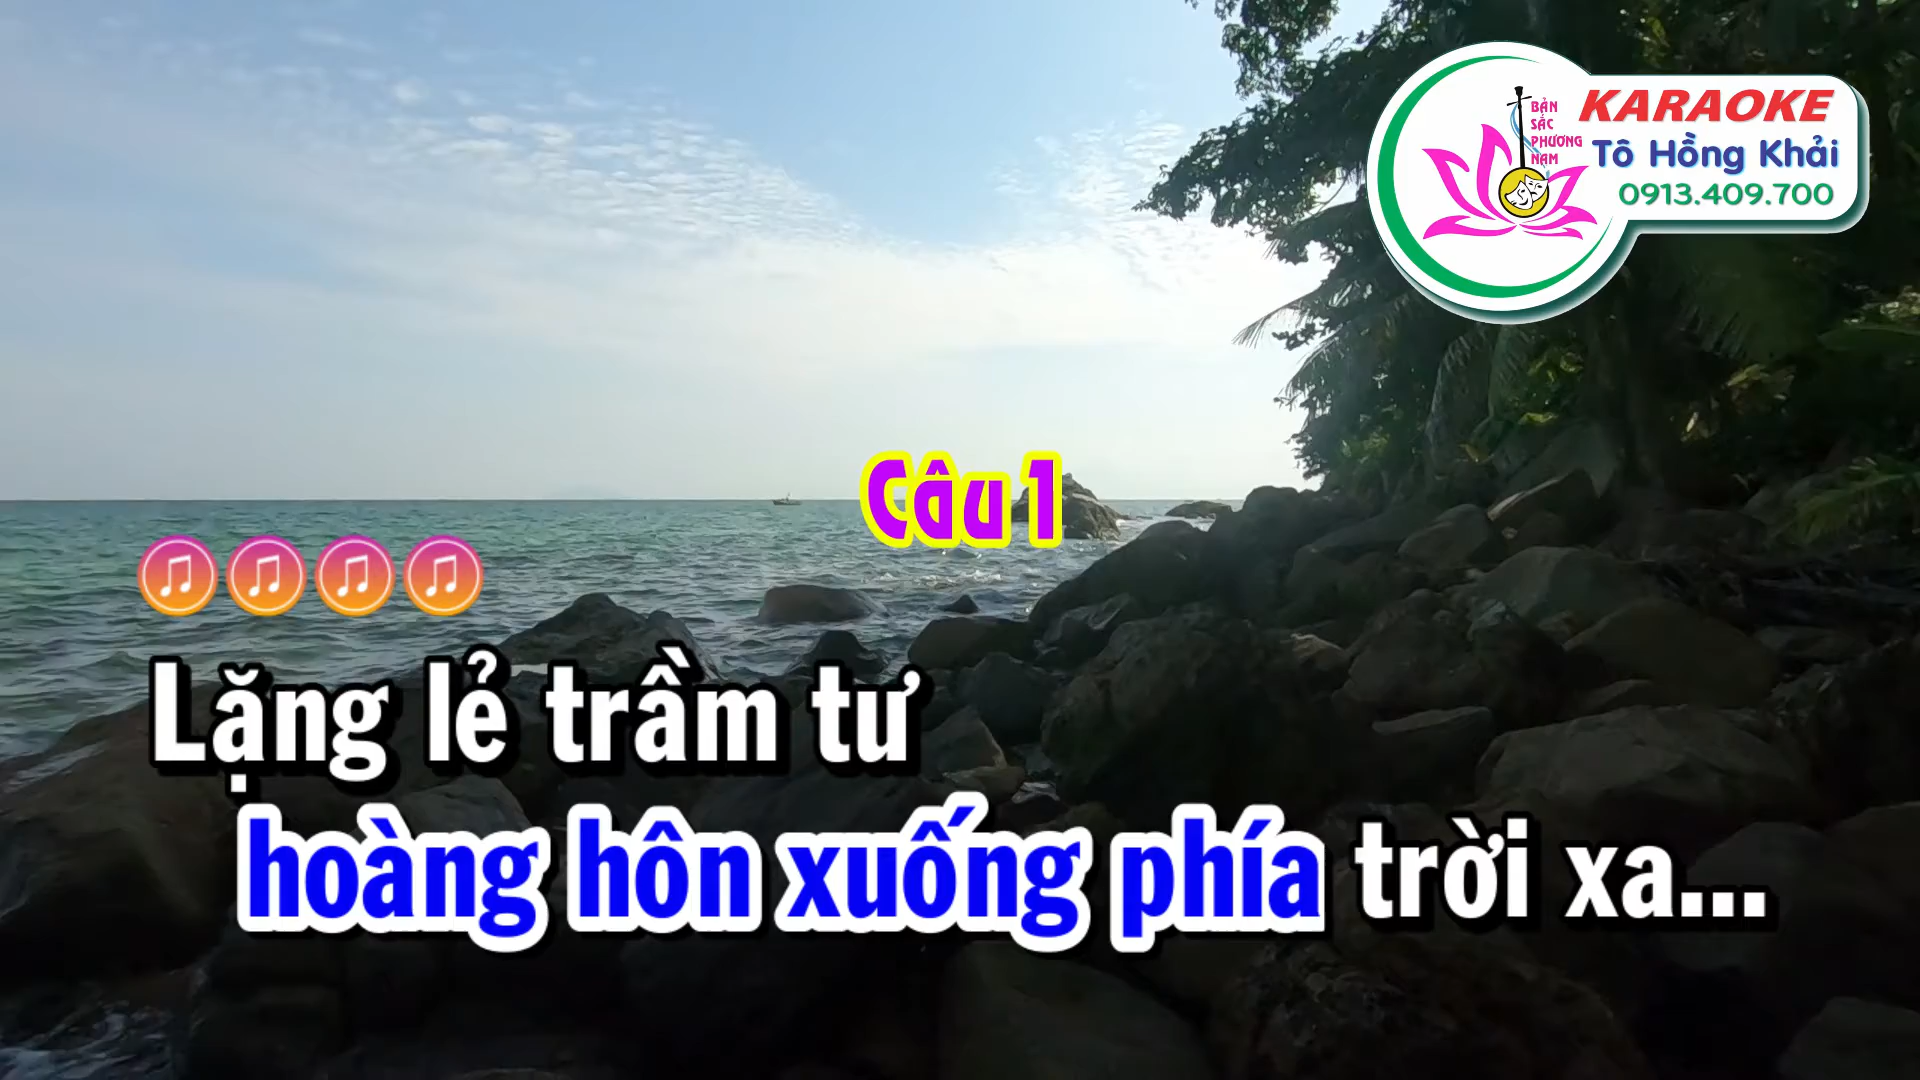 BẢN
SẮC
PHƯƠNG
NAM
KARAOKE
Tô Hồng Khải
0913.409.700
Câu 1
Lặng lẻ trầm tư
hoàng hôn xuống phía trời xa...